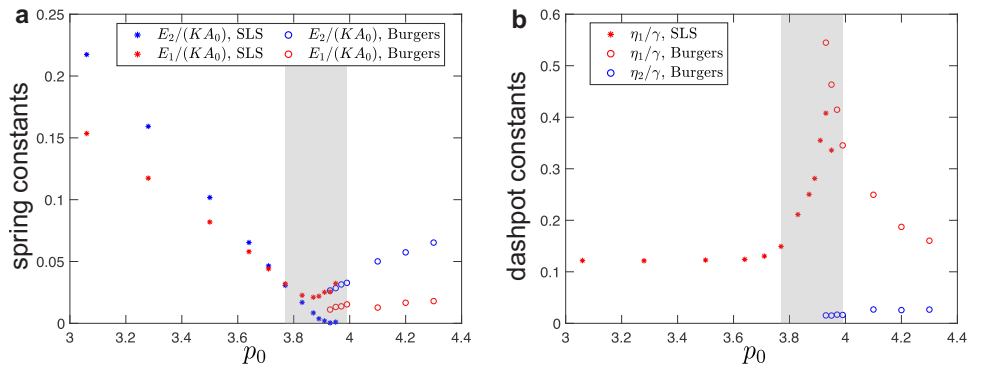 a
E₂/(KA₀), SLS
E₁/(KA₀), SLS
E₂/(KA₀), Burgers
E₁/(KA₀), Burgers
spring constants
0.25
0.2
0.15
0.1
0.05
0
3 3.2 3.4 3.6 3.8 4 4.2 4.4
p₀
b
η₁/γ, SLS
η₁/γ, Burgers
η₂/γ, Burgers
dashpot constants
0.6
0.5
0.4
0.3
0.2
0.1
0
3 3.2 3.4 3.6 3.8 4 4.2 4.4
p₀